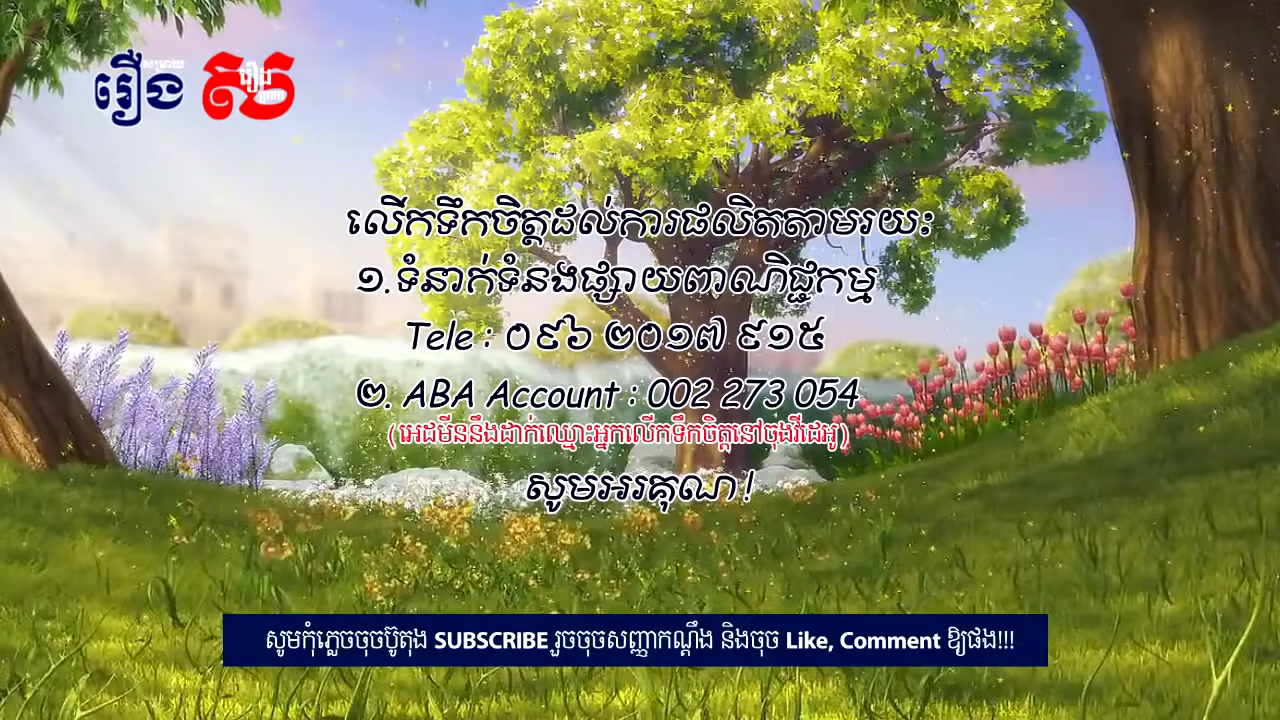 រឿង
លើកទឹកចិត្តដល់ការផលិតតាមរយៈ
១.ទំនាក់ទំនងផ្សាយពាណិជ្ជកម្ម
Tele : ០៩៦ ២០១៧ ៩១៥
២. ABA Account : 002 273 054
(អេដមីននឹងដាក់ឈ្មោះអ្នកលើកទឹកចិត្តនៅចុងវីដេអូ)
សូមអរគុណ!
សូមកុំភ្លេចចុចប៊ូតុង SUBSCRIBE រួចចុចសញ្ញាកណ្ដឹង និងចុច Like, Comment ឱ្យផង!!!